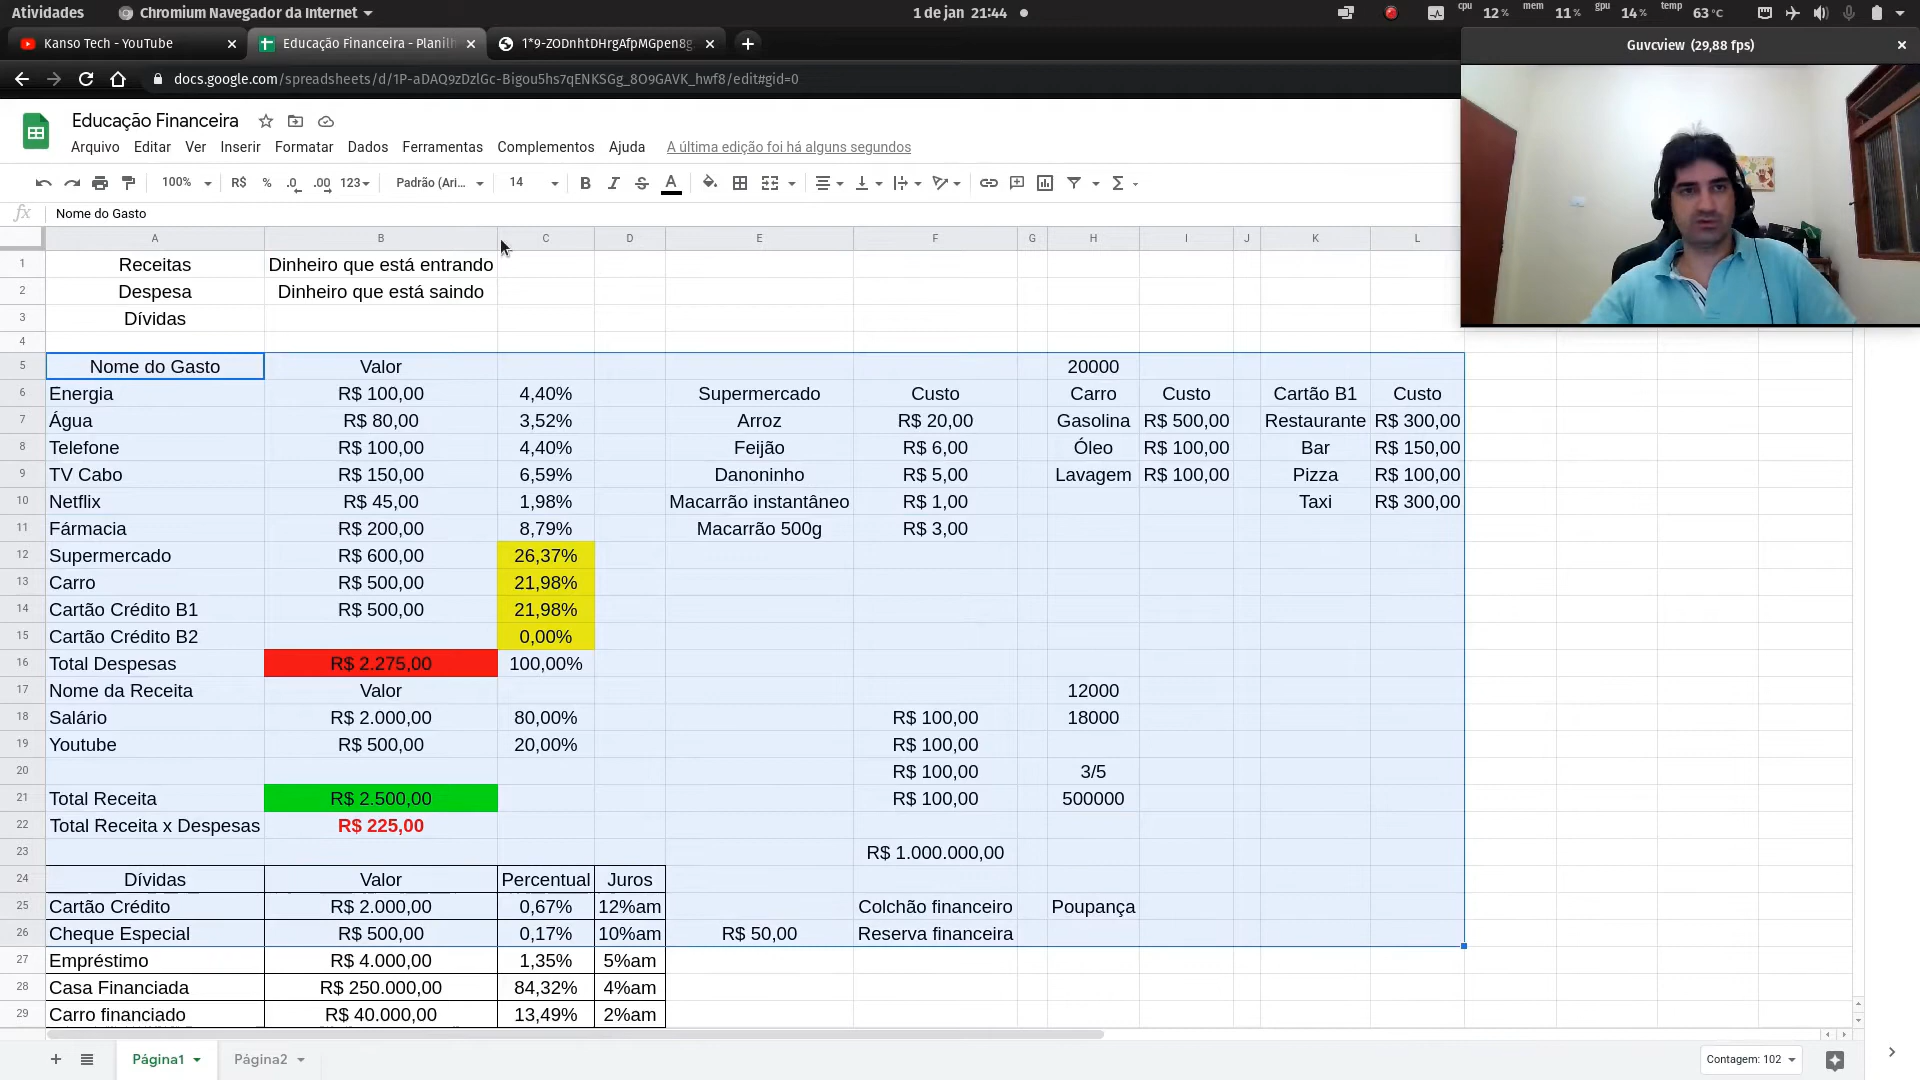 Atividades Chromium Navegador da Internet 1 de jan 21:44 cpu 12 % mem 11 % gpu 14 % temp 63 °C
Kanso Tech - YouTube Educação Financeira - Planilh 1*9-ZODnhtDHrgAfpMGpen8g
Guvcview (29,88 fps)
docs.google.com/spreadsheets/d/1P-aDAQ9zDzlGc-Bigou5hs7qENKSGg_8O9GAVK_hwf8/edit#gid=0
Educação Financeira
Arquivo Editar Ver Inserir Formatar Dados Ferramentas Complementos Ajuda A última edição foi há alguns segundos
100% R$ % .0 .00 123 Padrão (Ari... 14 B I S A Σ
fx Nome do Gasto
A B C D E F G H I J K L
1 Receitas Dinheiro que está entrando
2 Despesa Dinheiro que está saindo
3 Dívidas
4
5 Nome do Gasto Valor 20000
6 Energia R$ 100,00 4,40% Supermercado Custo Carro Custo Cartão B1 Custo
7 Água R$ 80,00 3,52% Arroz R$ 20,00 Gasolina R$ 500,00 Restaurante R$ 300,00
8 Telefone R$ 100,00 4,40% Feijão R$ 6,00 Óleo R$ 100,00 Bar R$ 150,00
9 TV Cabo R$ 150,00 6,59% Danoninho R$ 5,00 Lavagem R$ 100,00 Pizza R$ 100,00
10 Netflix R$ 45,00 1,98% Macarrão instantâneo R$ 1,00 Taxi R$ 300,00
11 Fármacia R$ 200,00 8,79% Macarrão 500g R$ 3,00
12 Supermercado R$ 600,00 26,37%
13 Carro R$ 500,00 21,98%
14 Cartão Crédito B1 R$ 500,00 21,98%
15 Cartão Crédito B2 0,00%
16 Total Despesas R$ 2.275,00 100,00%
17 Nome da Receita Valor 12000
18 Salário R$ 2.000,00 80,00% R$ 100,00 18000
19 Youtube R$ 500,00 20,00% R$ 100,00
20 R$ 100,00 3/5
21 Total Receita R$ 2.500,00 R$ 100,00 500000
22 Total Receita x Despesas R$ 225,00
23 R$ 1.000.000,00
24 Dívidas Valor Percentual Juros
25 Cartão Crédito R$ 2.000,00 0,67% 12%am Colchão financeiro Poupança
26 Cheque Especial R$ 500,00 0,17% 10%am R$ 50,00 Reserva financeira
27 Empréstimo R$ 4.000,00 1,35% 5%am
28 Casa Financiada R$ 250.000,00 84,32% 4%am
29 Carro financiado R$ 40.000,00 13,49% 2%am
Página1 Página2 Contagem: 102